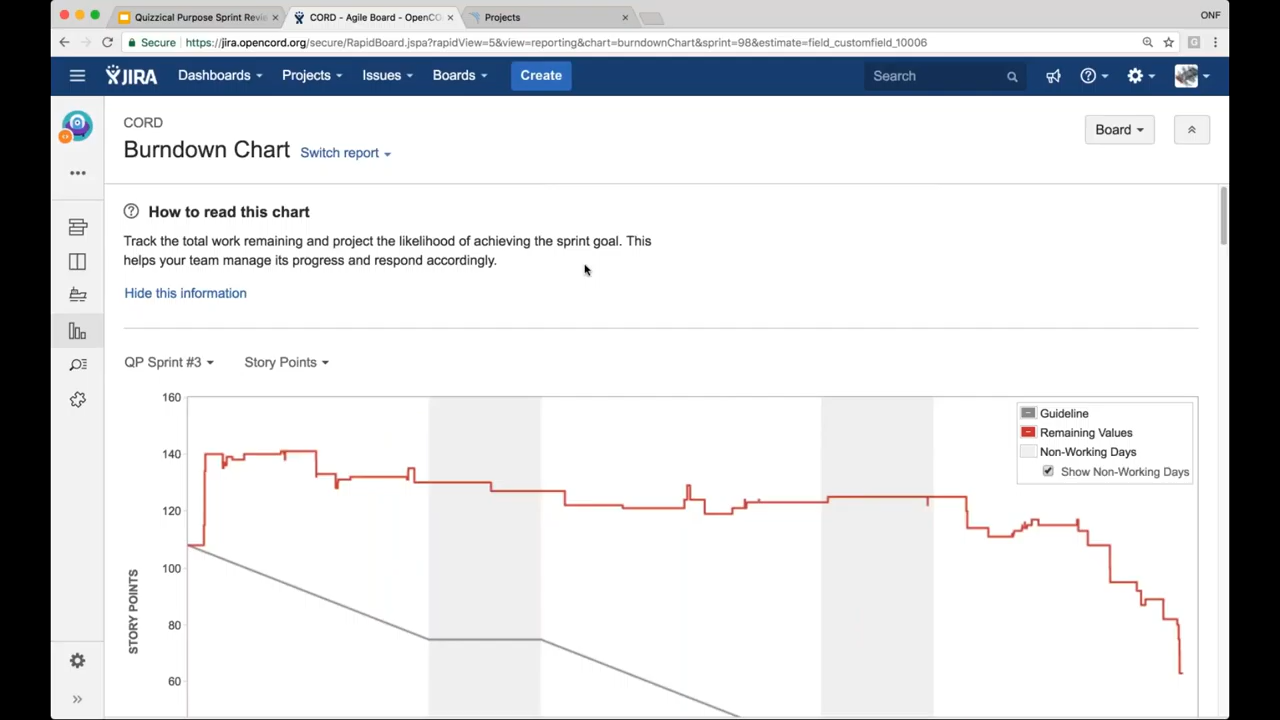 Quizzical Purpose Sprint Revie
CORD - Agile Board - OpenCO
Projects
ONF
Secure https://jira.opencord.org/secure/RapidBoard.jspa?rapidView=5&view=reporting&chart=burndownChart&sprint=98&estimate=field_customfield_10006
JIRA Dashboards Projects Issues Boards Create Search
CORD
Burndown Chart Switch report
Board
How to read this chart
Track the total work remaining and project the likelihood of achieving the sprint goal. This
helps your team manage its progress and respond accordingly.
Hide this information
QP Sprint #3 Story Points
160
140
120
100
80
60
STORY POINTS
Guideline
Remaining Values
Non-Working Days
Show Non-Working Days